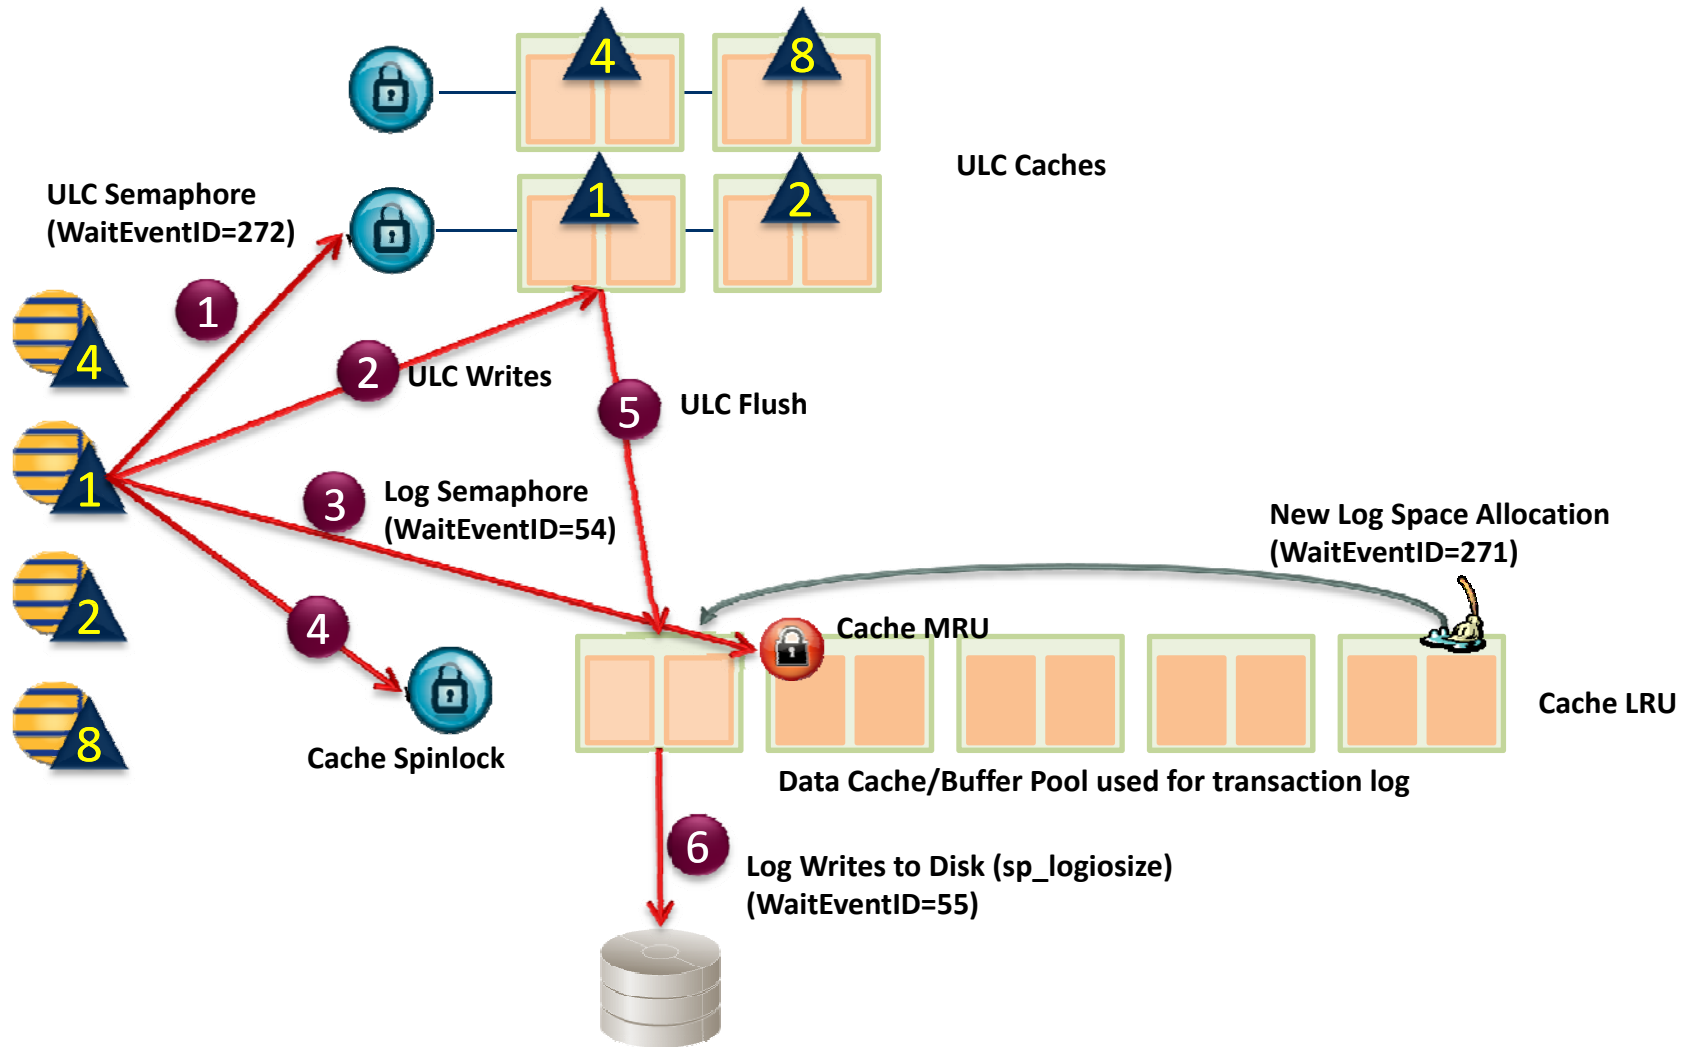 4
8
ULC Caches
ULC Semaphore
(WaitEventID=272)
1
2
1
4
2
ULC Writes
5
ULC Flush
1
3
Log Semaphore
(WaitEventID=54)
New Log Space Allocation
(WaitEventID=271)
2
4
Cache MRU
8
Cache Spinlock
Cache LRU
Data Cache/Buffer Pool used for transaction log
6
Log Writes to Disk (sp_logiosize)
(WaitEventID=55)